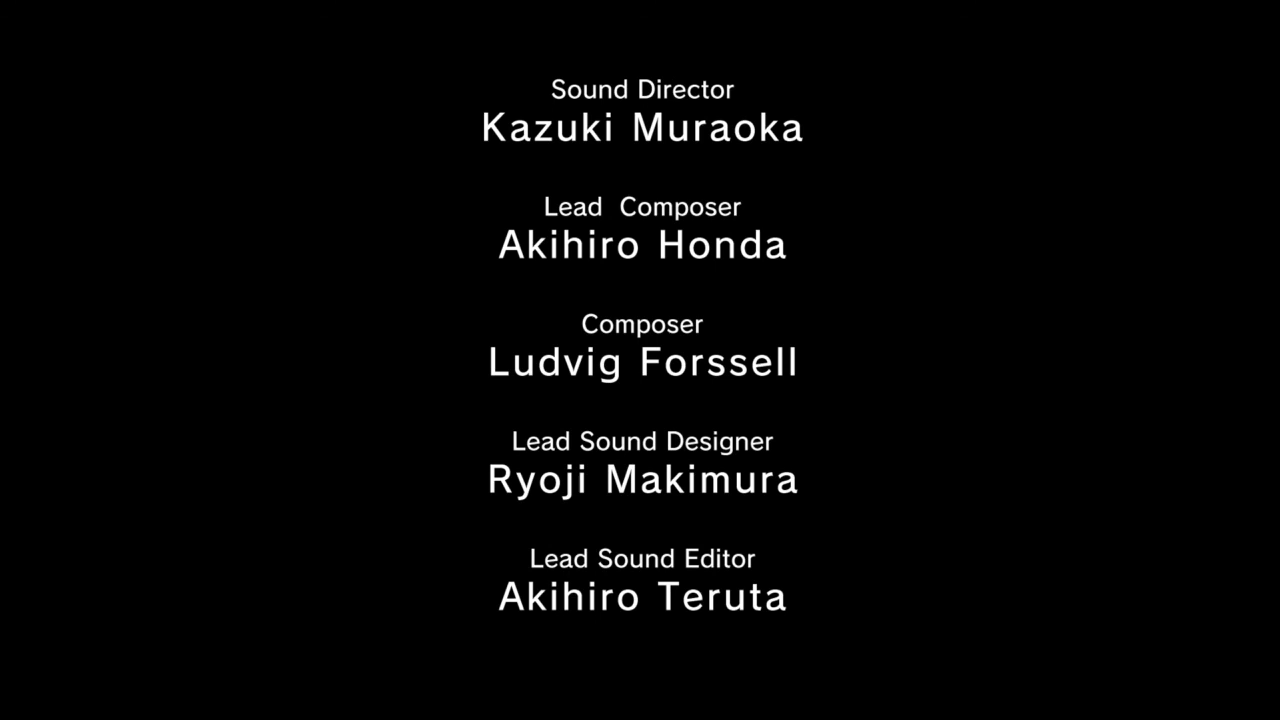 Sound Director
Kazuki Muraoka
Lead  Composer
Akihiro Honda
Composer
Ludvig Forssell
Lead Sound Designer
Ryoji Makimura
Lead Sound Editor
Akihiro Teruta